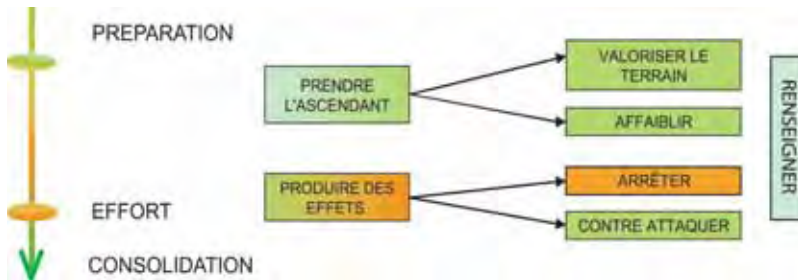 PREPARATION
PRENDRE
L'ASCENDANT
VALORISER LE
TERRAIN
AFFAIBLIR
RENSEIGNER
EFFORT
PRODUIRE DES
EFFETS
ARRÊTER
CONTRE ATTAQUER
CONSOLIDATION